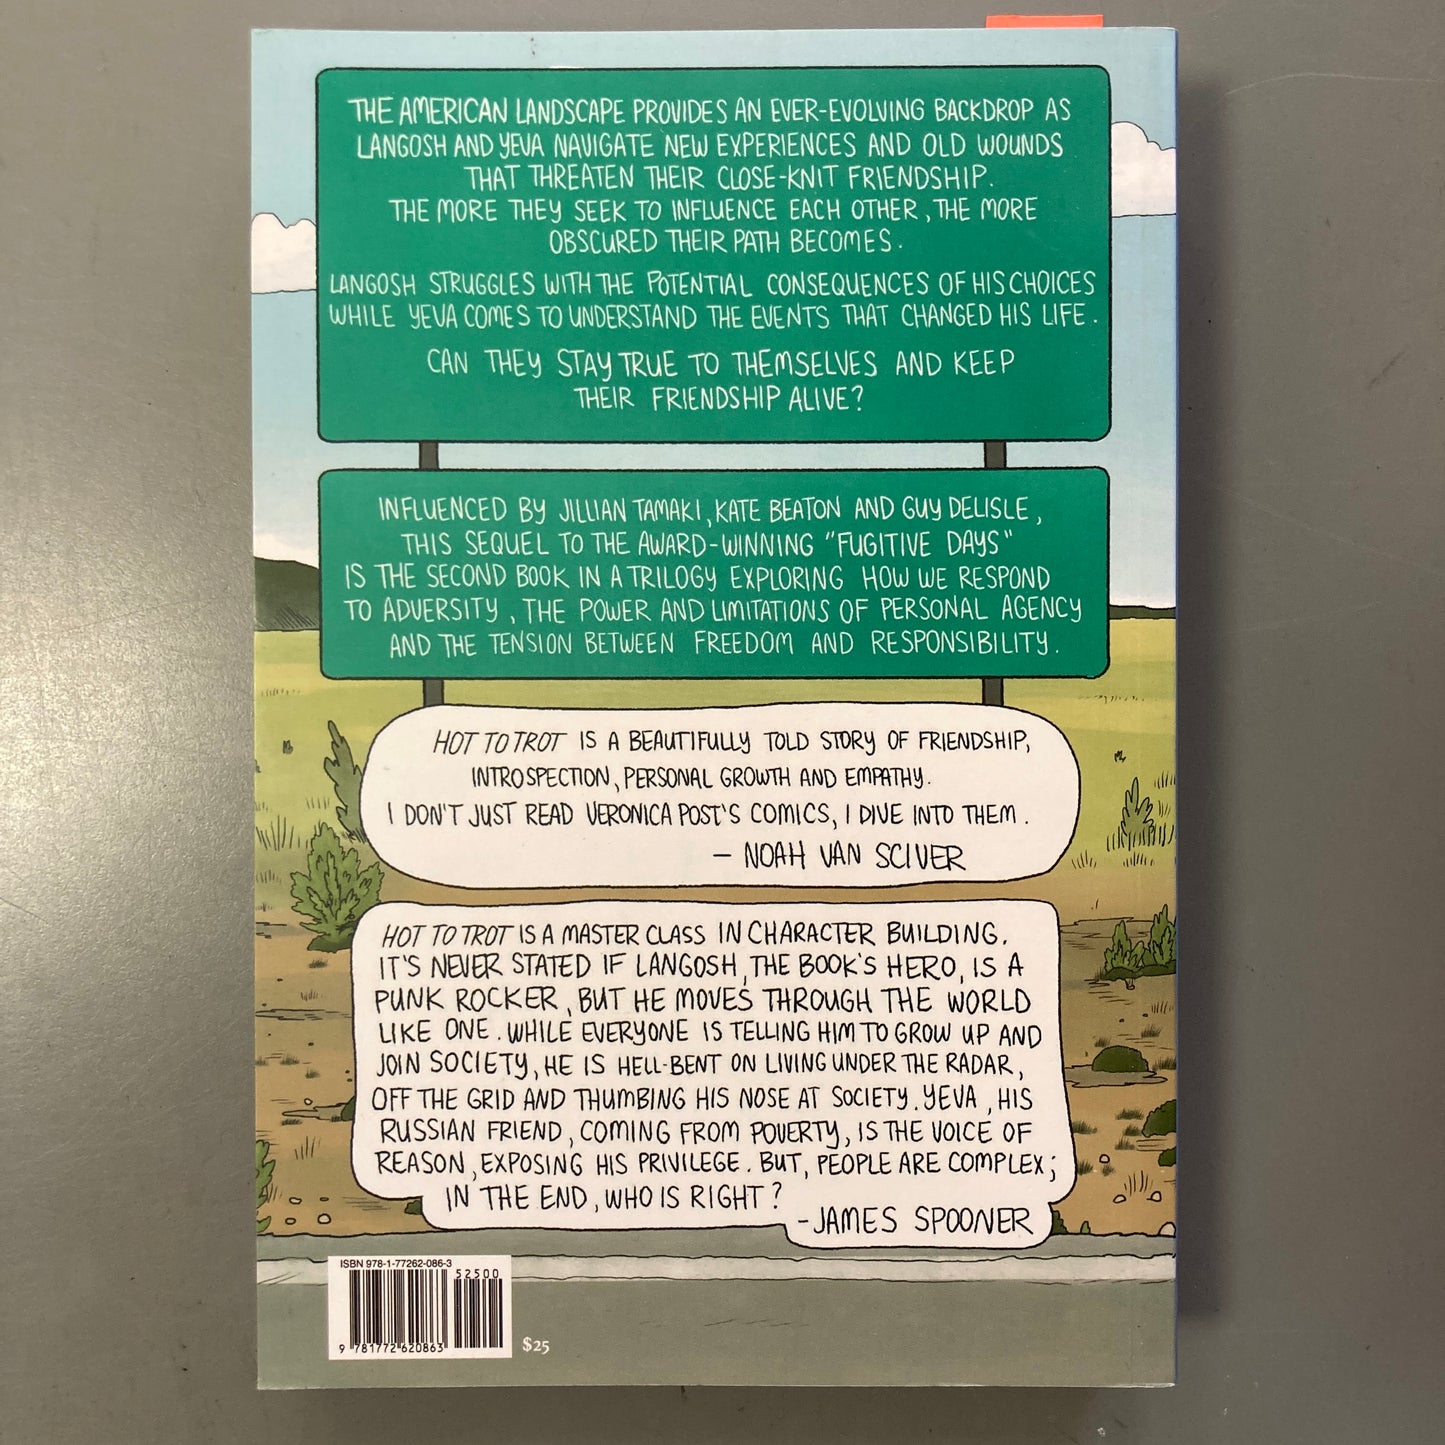 THE AMERICAN LANDSCAPE PROVIDES AN EVER-EVOLVING BACKDROP AS
LANGOSH AND YEVA NAVIGATE NEW EXPERIENCES AND OLD WOUNDS
THAT THREATEN THEIR CLOSE-KNIT FRIENDSHIP.
THE MORE THEY SEEK TO INFLUENCE EACH OTHER, THE MORE
OBSCURED THEIR PATH BECOMES.
LANGOSH STRUGGLES WITH THE POTENTIAL CONSEQUENCES OF HIS CHOICES
WHILE YEVA COMES TO UNDERSTAND THE EVENTS THAT CHANGED HIS LIFE.
CAN THEY STAY TRUE TO THEMSELVES AND KEEP
THEIR FRIENDSHIP ALIVE?
INFLUENCED BY JILLIAN TAMAKI, KATE BEATON AND GUY DELISLE,
THIS SEQUEL TO THE AWARD-WINNING "FUGITIVE DAYS"
IS THE SECOND BOOK IN A TRILOGY EXPLORING HOW WE RESPOND
TO ADVERSITY, THE POWER AND LIMITATIONS OF PERSONAL AGENCY
AND THE TENSION BETWEEN FREEDOM AND RESPONSIBILITY.
HOT TO TROT IS A BEAUTIFULLY TOLD STORY OF FRIENDSHIP,
INTROSPECTION, PERSONAL GROWTH AND EMPATHY.
I DON'T JUST READ VERONICA POST'S COMICS, I DIVE INTO THEM.
– NOAH VAN SCIVER
HOT TO TROT IS A MASTER CLASS IN CHARACTER BUILDING.
IT'S NEVER STATED IF LANGOSH, THE BOOK'S HERO, IS A
PUNK ROCKER, BUT HE MOVES THROUGH THE WORLD
LIKE ONE. WHILE EVERYONE IS TELLING HIM TO GROW UP AND
JOIN SOCIETY, HE IS HELL-BENT ON LIVING UNDER THE RADAR,
OFF THE GRID AND THUMBING HIS NOSE AT SOCIETY. YEVA, HIS
RUSSIAN FRIEND, COMING FROM POVERTY, IS THE VOICE OF
REASON, EXPOSING HIS PRIVILEGE. BUT, PEOPLE ARE COMPLEX;
IN THE END, WHO IS RIGHT?
-JAMES SPOONER
ISBN 978-1-77262-086-3
52500
9 781772 620863
$25